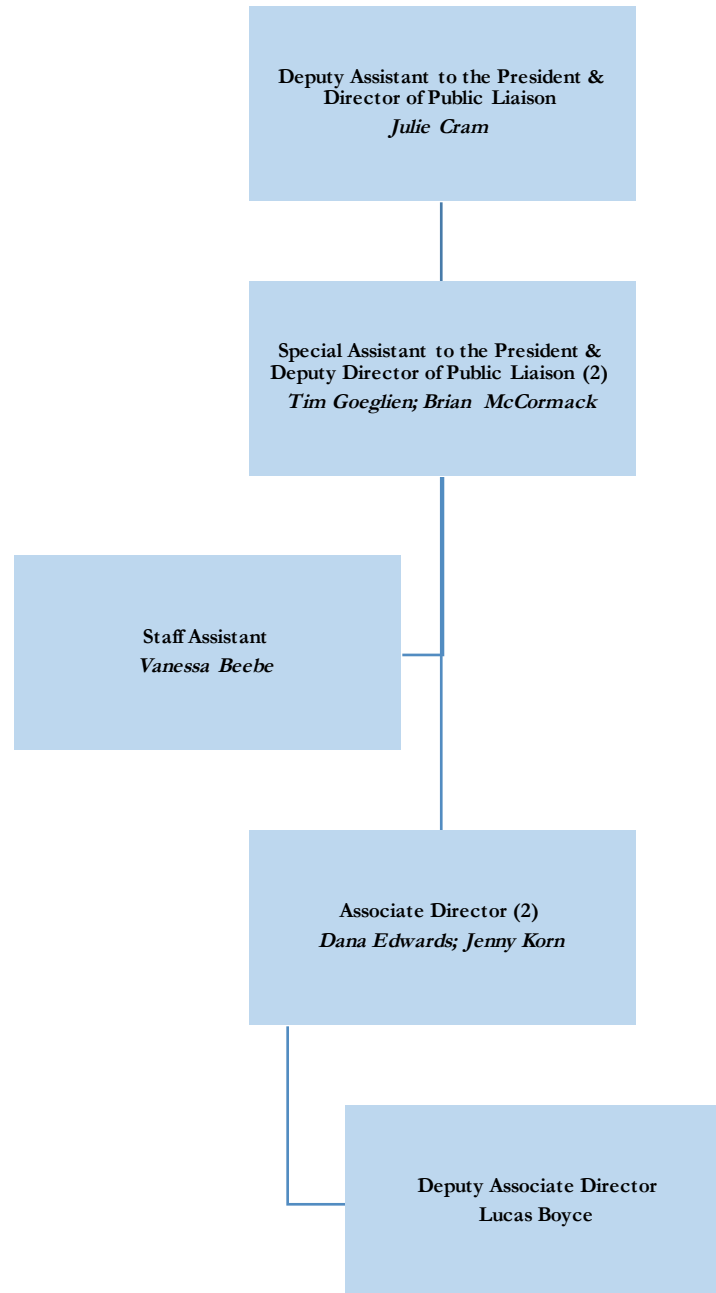 Deputy Assistant to the President &
Director of Public Liaison
Julie Cram
Special Assistant to the President &
Deputy Director of Public Liaison (2)
Tim Goeglien; Brian McCormack
Staff Assistant
Vanessa Beebe
Associate Director (2)
Dana Edwards; Jenny Korn
Deputy Associate Director
Lucas Boyce